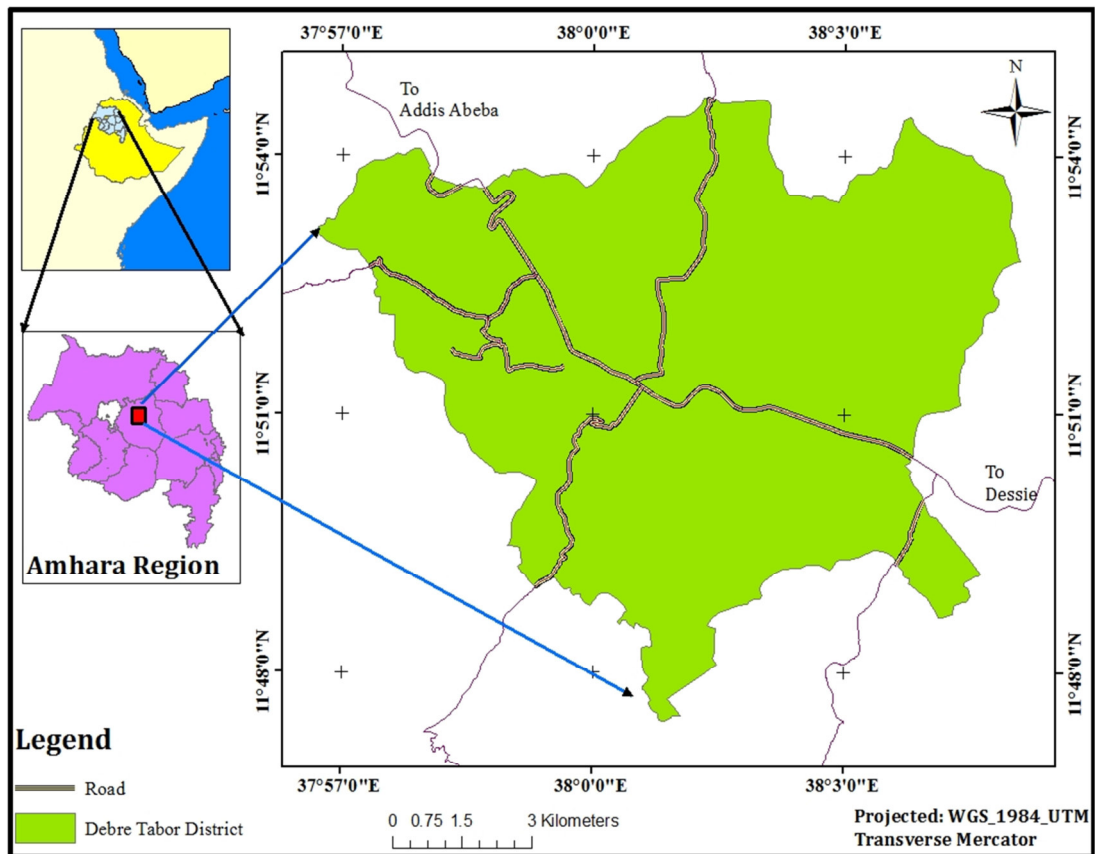 37°57'0"E 38°0'0"E 38°3'0"E
To
Addis Abeba
N
11°54'0"N
11°54'0"N
11°51'0"N
11°51'0"N
To
Dessie
Amhara Region
11°48'0"N
11°48'0"N
Legend
Road
Debre Tabor District
37°57'0"E 38°0'0"E 38°3'0"E
0 0.75 1.5 3 Kilometers
Projected: WGS_1984_UTM
Transverse Mercator